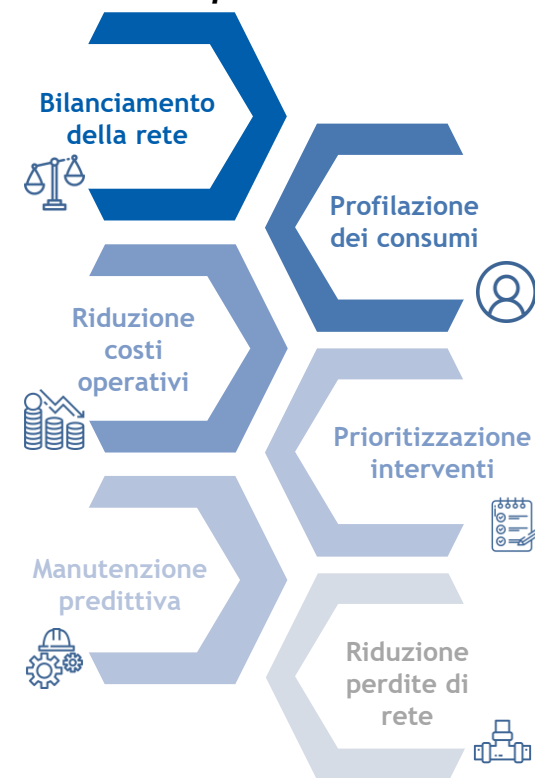 Bilanciamento
della rete
Profilazione
dei consumi
Riduzione
costi
operativi
Prioritizzazione
interventi
Manutenzione
predittiva
Riduzione
perdite di
rete